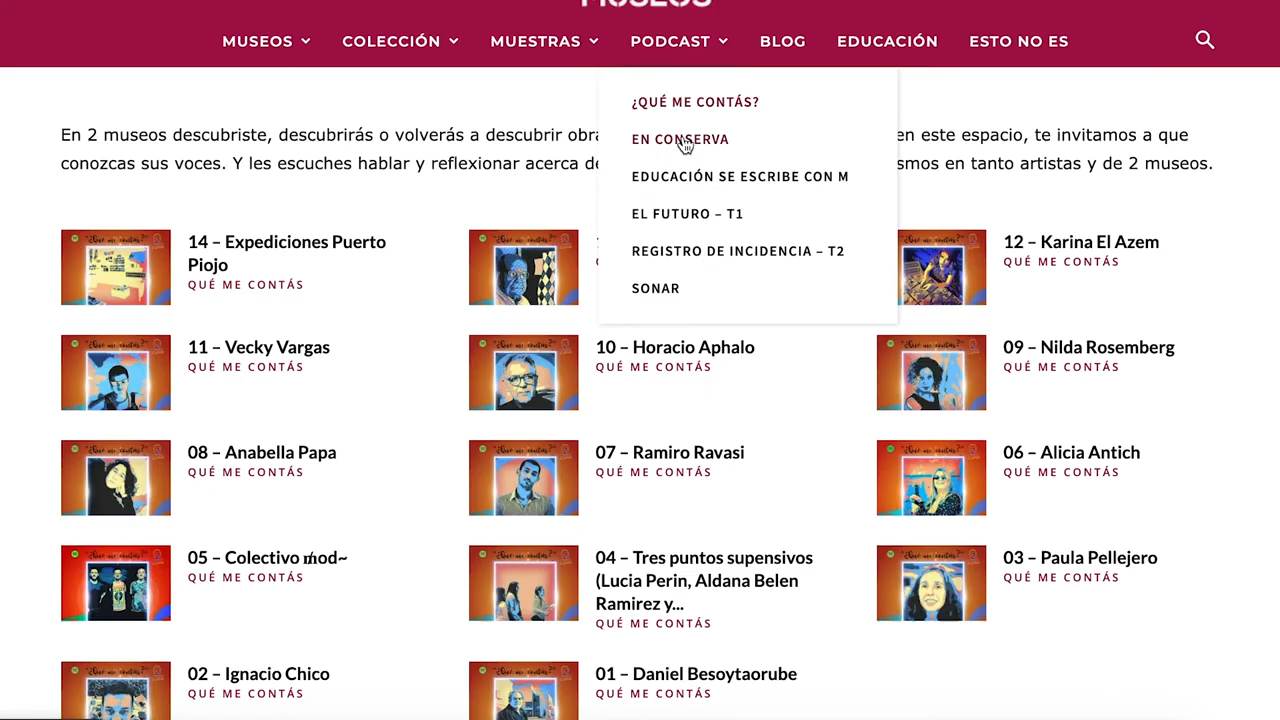 MUSEOS
MUSEOS
COLECCIÓN
MUESTRAS
PODCAST
BLOG
EDUCACIÓN
ESTO NO ES
¿QUÉ ME CONTÁS?
EN CONSERVA
EDUCACIÓN SE ESCRIBE CON M
EL FUTURO – T1
REGISTRO DE INCIDENCIA – T2
SONAR
En 2 museos descubriste, descubrirás o volverás a descubrir obra en este espacio, te invitamos a que
conozcas sus voces. Y les escuches hablar y reflexionar acerca de smos en tanto artistas y de 2 museos.
14 – Expediciones Puerto
Piojo
QUÉ ME CONTÁS
12 – Karina El Azem
QUÉ ME CONTÁS
11 – Vecky Vargas
QUÉ ME CONTÁS
10 – Horacio Aphalo
QUÉ ME CONTÁS
09 – Nilda Rosemberg
QUÉ ME CONTÁS
08 – Anabella Papa
QUÉ ME CONTÁS
07 – Ramiro Ravasi
QUÉ ME CONTÁS
06 – Alicia Antich
QUÉ ME CONTÁS
05 – Colectivo ḿod~
QUÉ ME CONTÁS
04 – Tres puntos supensivos
(Lucia Perin, Aldana Belen
Ramirez y...
QUÉ ME CONTÁS
03 – Paula Pellejero
QUÉ ME CONTÁS
02 – Ignacio Chico
QUÉ ME CONTÁS
01 – Daniel Besoytaorube
QUÉ ME CONTÁS